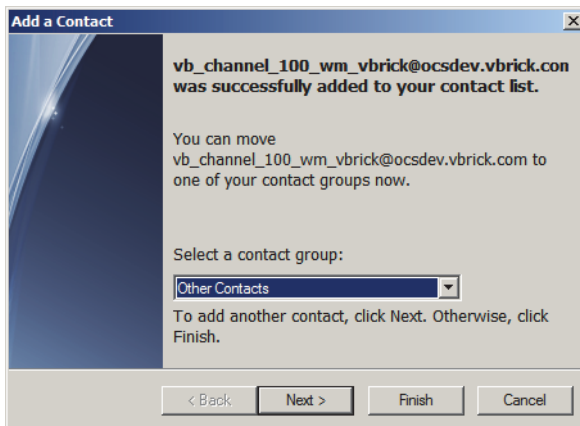 Add a Contact
vb_channel_100_wm_vbrick@ocsdev.vbrick.com
was successfully added to your contact list.
You can move
vb_channel_100_wm_vbrick@ocsdev.vbrick.com to
one of your contact groups now.
Select a contact group:
Other Contacts
To add another contact, click Next. Otherwise, click
Finish.
< Back
Next >
Finish
Cancel